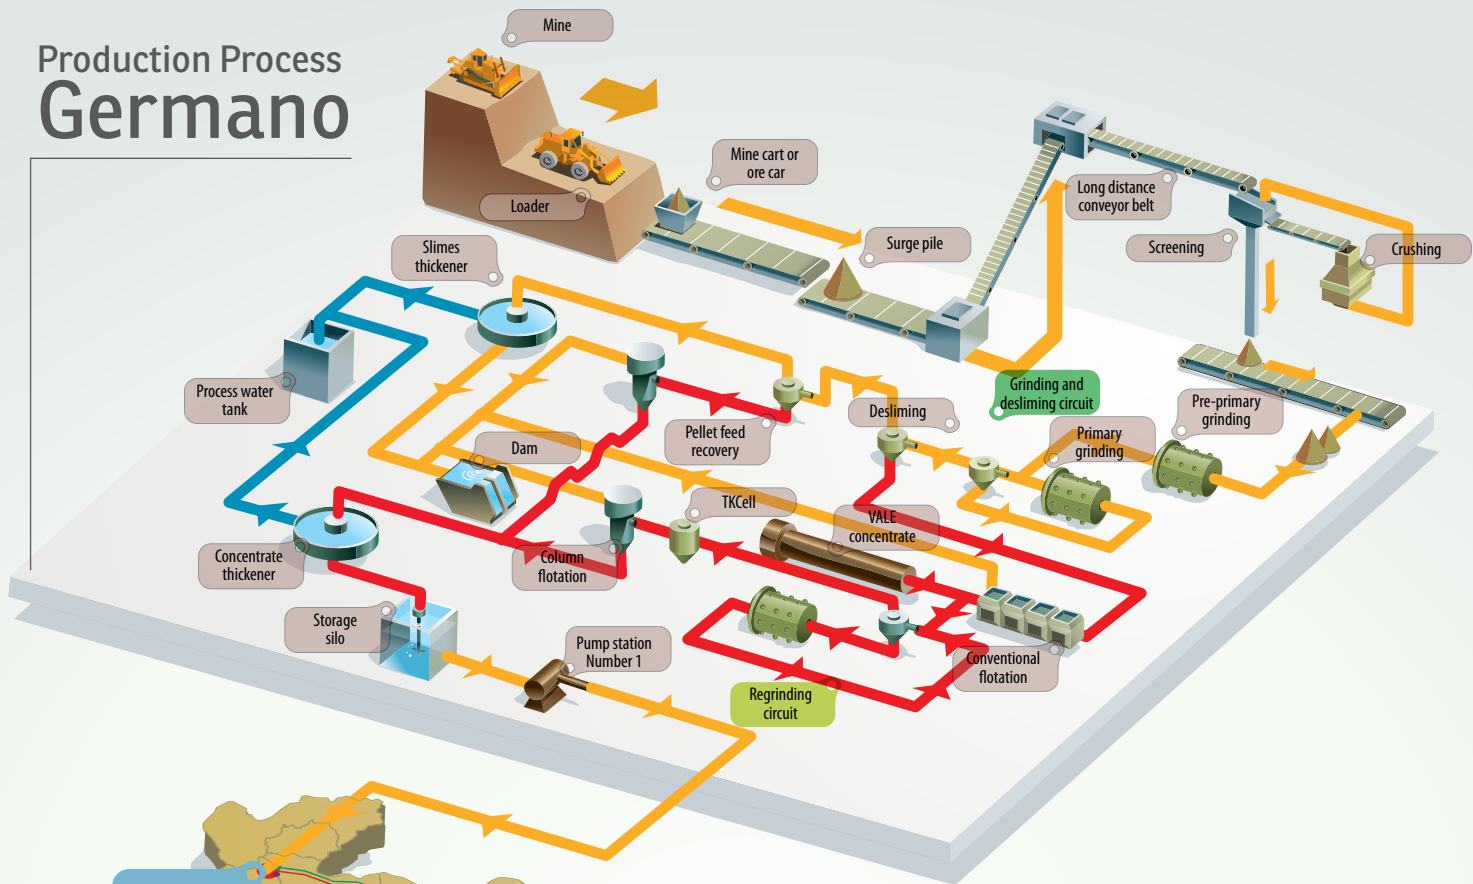 Production Process
Germano
Mine
Mine cart or
ore car
Loader
Long distance
conveyor belt
Slimes
thickener
Surge pile
Screening
Crushing
Process water
tank
Grinding and
desliming circuit
Pre-primary
grinding
Desliming
Pellet feed
recovery
Primary
grinding
Dam
TKCell
VALE
concentrate
Concentrate
thickener
Column
flotation
Storage
silo
Pump station
Number 1
Conventional
flotation
Regrinding
circuit